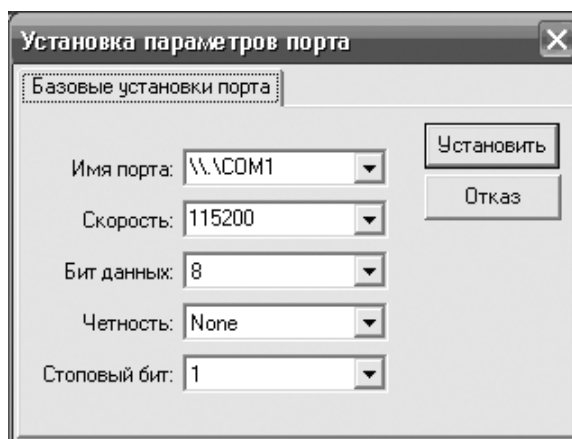 Установка параметров порта
Базовые установки порта
Имя порта: \\.\COM1
Скорость: 115200
Бит данных: 8
Четность: None
Стоповый бит: 1
Установить
Отказ